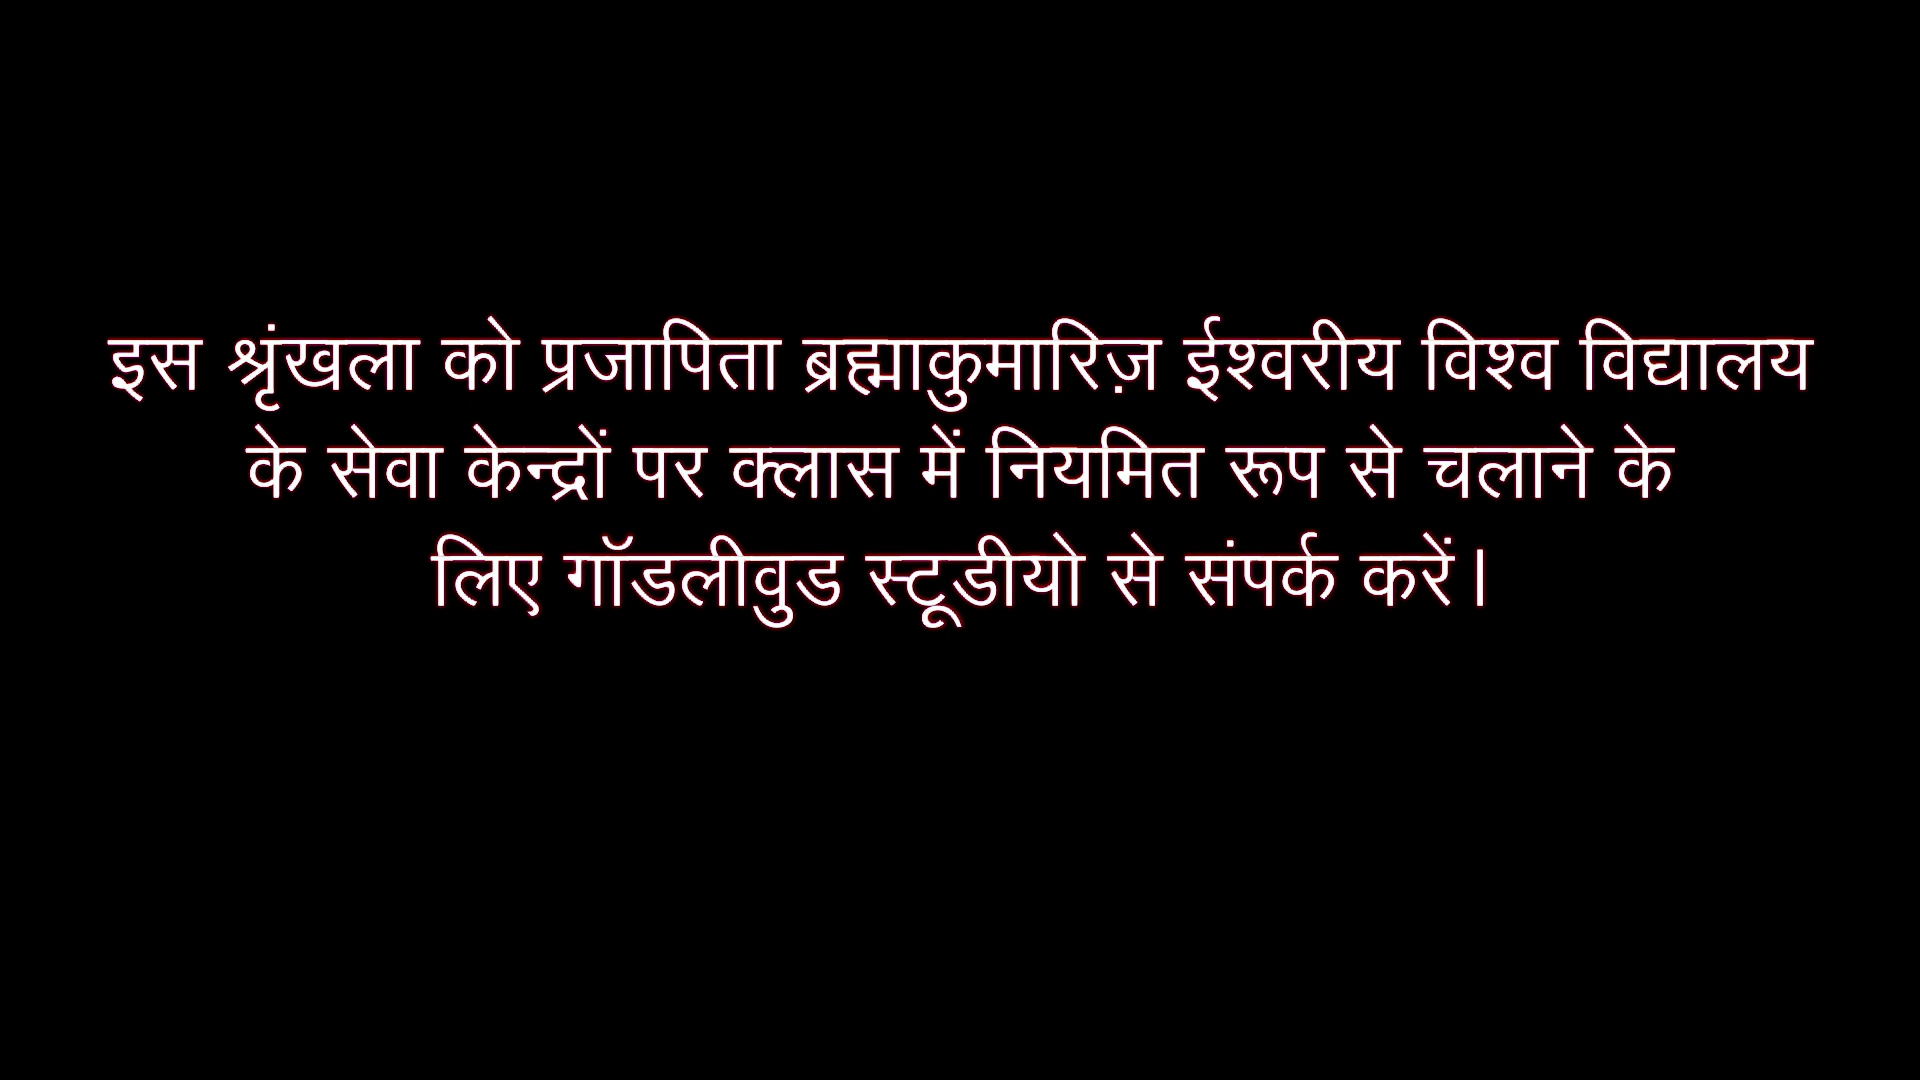 इस श्रृंखला को प्रजापिता ब्रह्माकुमारिज़ ईश्वरीय विश्व विद्यालय
के सेवा केन्द्रों पर क्लास में नियमित रूप से चलाने के
लिए गॉडलीवुड स्टूडीयो से संपर्क करें।